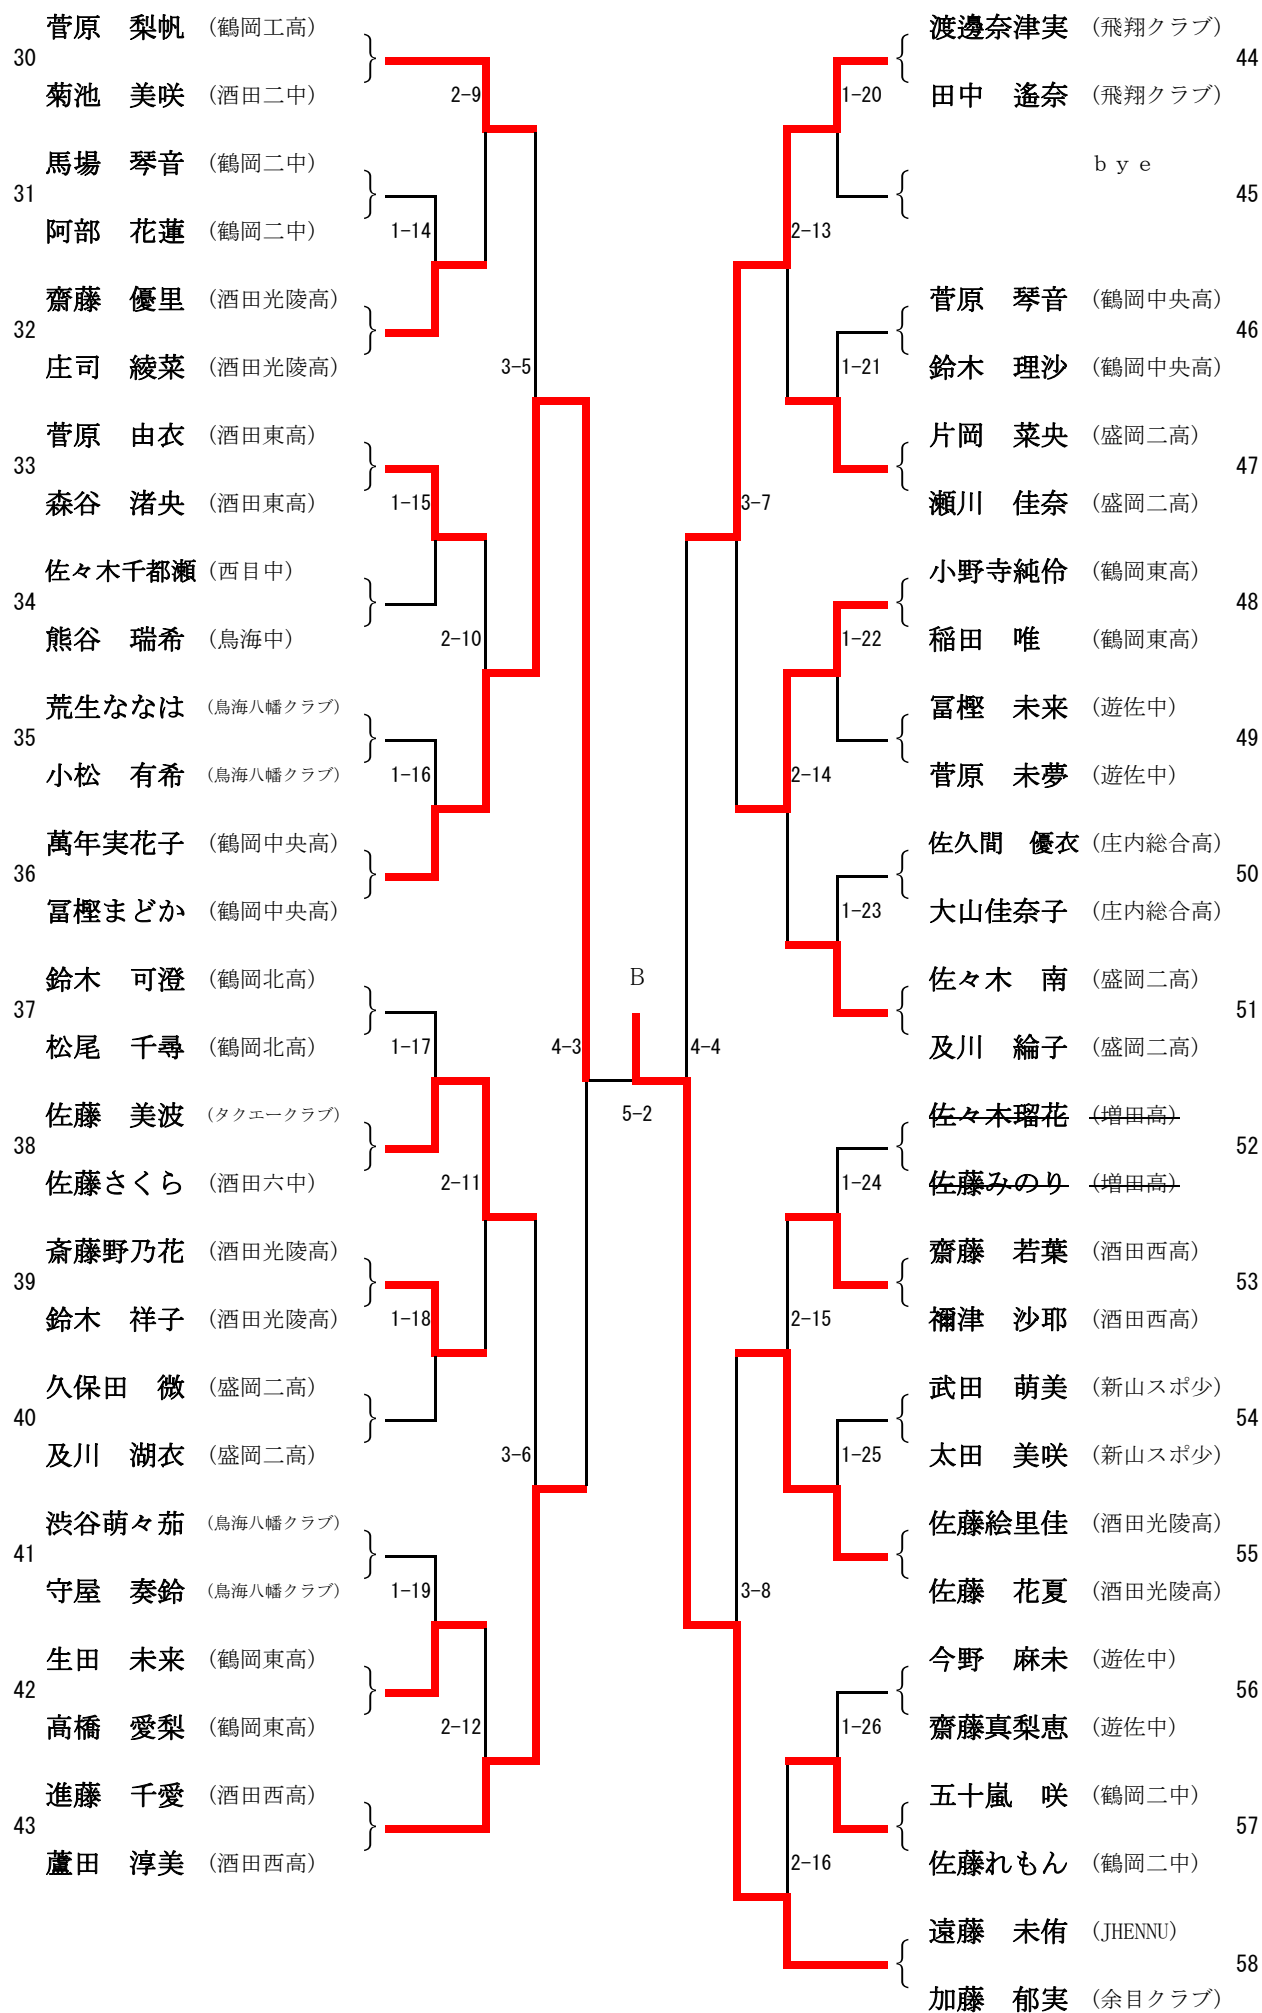 30
菅原　梨帆 (鶴岡工高)
菊池　美咲 (酒田二中)
31
馬場　琴音 (鶴岡二中)
阿部　花蓮 (鶴岡二中)
32
齋藤　優里 (酒田光陵高)
庄司　綾菜 (酒田光陵高)
33
菅原　由衣 (酒田東高)
森谷　渚央 (酒田東高)
34
佐々木千都瀬 (西目中)
熊谷　瑞希 (鳥海中)
35
荒生ななは (鳥海八幡クラブ)
小松　有希 (鳥海八幡クラブ)
36
萬年実花子 (鶴岡中央高)
冨樫まどか (鶴岡中央高)
37
鈴木　可澄 (鶴岡北高)
松尾　千尋 (鶴岡北高)
38
佐藤　美波 (タクエークラブ)
佐藤さくら (酒田六中)
39
斎藤野乃花 (酒田光陵高)
鈴木　祥子 (酒田光陵高)
40
久保田　微 (盛岡二高)
及川　湖衣 (盛岡二高)
41
渋谷萌々茄 (鳥海八幡クラブ)
守屋　奏鈴 (鳥海八幡クラブ)
42
生田　未来 (鶴岡東高)
高橋　愛梨 (鶴岡東高)
43
進藤　千愛 (酒田西高)
蘆田　淳美 (酒田西高)
1-14
1-15
1-16
1-17
1-18
1-19
2-9
2-10
2-11
2-12
3-5
3-6
4-3
B
5-2
4-4
3-7
3-8
2-13
2-14
2-15
2-16
1-20
1-21
1-22
1-23
1-24
1-25
1-26
渡邊奈津実 (飛翔クラブ)
田中　遙奈 (飛翔クラブ)
44
ｂｙｅ
45
菅原　琴音 (鶴岡中央高)
鈴木　理沙 (鶴岡中央高)
46
片岡　菜央 (盛岡二高)
瀬川　佳奈 (盛岡二高)
47
小野寺純伶 (鶴岡東高)
稲田　唯 (鶴岡東高)
48
冨樫　未来 (遊佐中)
菅原　未夢 (遊佐中)
49
佐久間　優衣 (庄内総合高)
大山佳奈子 (庄内総合高)
50
佐々木　南 (盛岡二高)
及川　綸子 (盛岡二高)
51
佐々木瑠花 (増田高)
佐藤みのり (増田高)
52
齋藤　若葉 (酒田西高)
禰津　沙耶 (酒田西高)
53
武田　萌美 (新山スポ少)
太田　美咲 (新山スポ少)
54
佐藤絵里佳 (酒田光陵高)
佐藤　花夏 (酒田光陵高)
55
今野　麻未 (遊佐中)
齋藤真梨恵 (遊佐中)
56
五十嵐　咲 (鶴岡二中)
佐藤れもん (鶴岡二中)
57
遠藤　未侑 (JHENNU)
加藤　郁実 (余目クラブ)
58